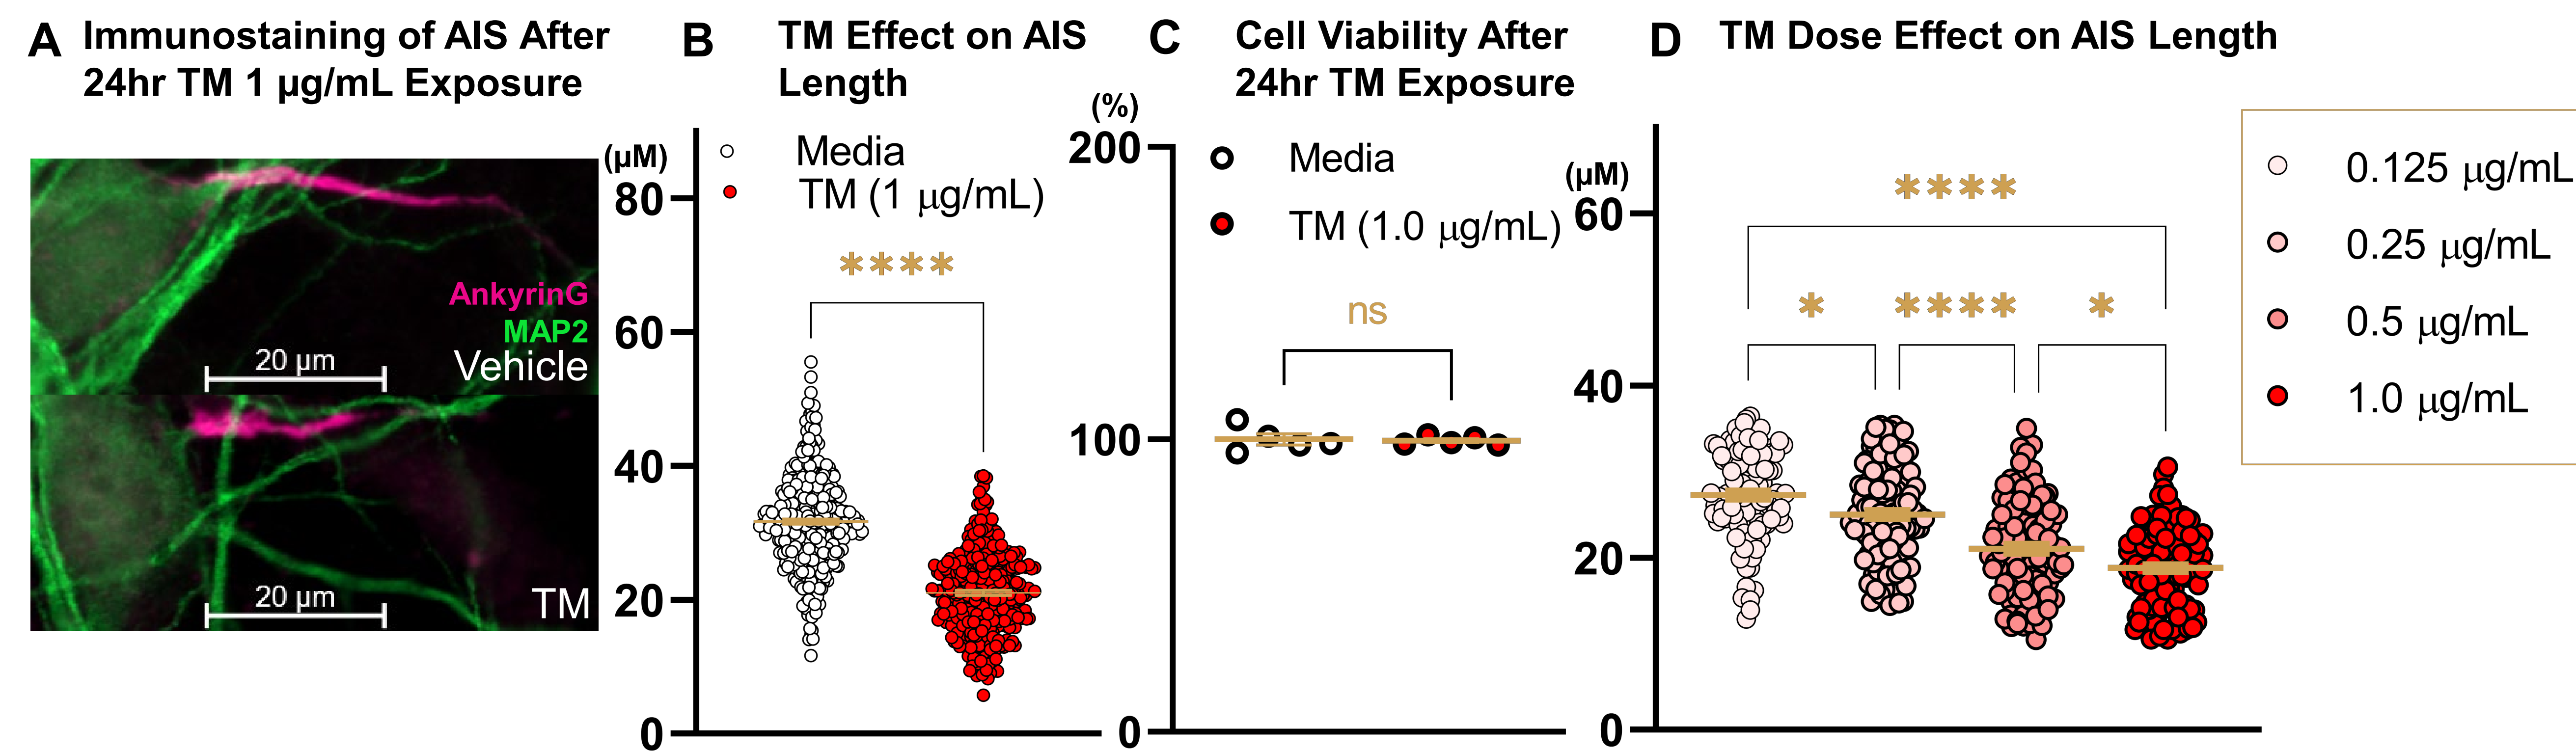 A Immunostaining of AIS After
24hr TM 1 µg/mL Exposure
AnkyrinG
MAP2
20 µm
Vehicle
20 µm
TM
B TM Effect on AIS
Length
(µM)
Media
TM (1 µg/mL)
80
60
40
20
0
****
C Cell Viability After
24hr TM Exposure
(%)
200
100
0
Media
TM (1.0 µg/mL)
ns
D TM Dose Effect on AIS Length
(µM)
60
40
20
0
****
* **** *
0.125 µg/mL
0.25 µg/mL
0.5 µg/mL
1.0 µg/mL